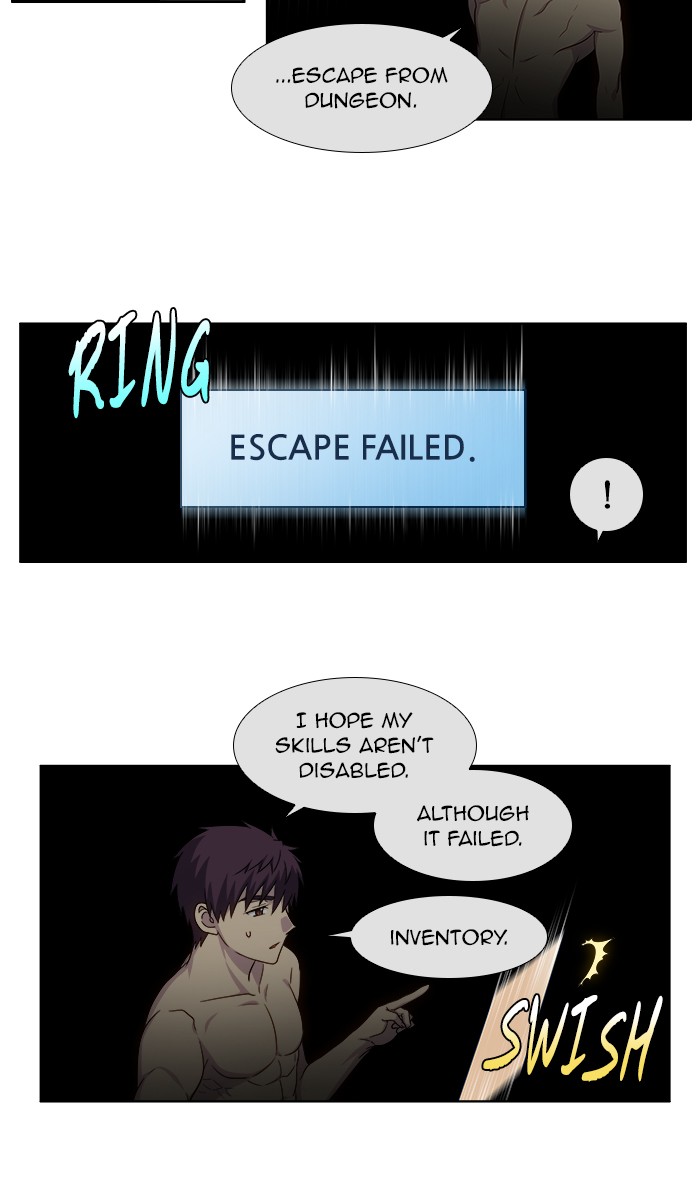 ...ESCAPE FROM
DUNGEON.
RING
ESCAPE FAILED.
!
I HOPE MY
SKILLS AREN'T
DISABLED.
ALTHOUGH
IT FAILED.
INVENTORY.
SWISH